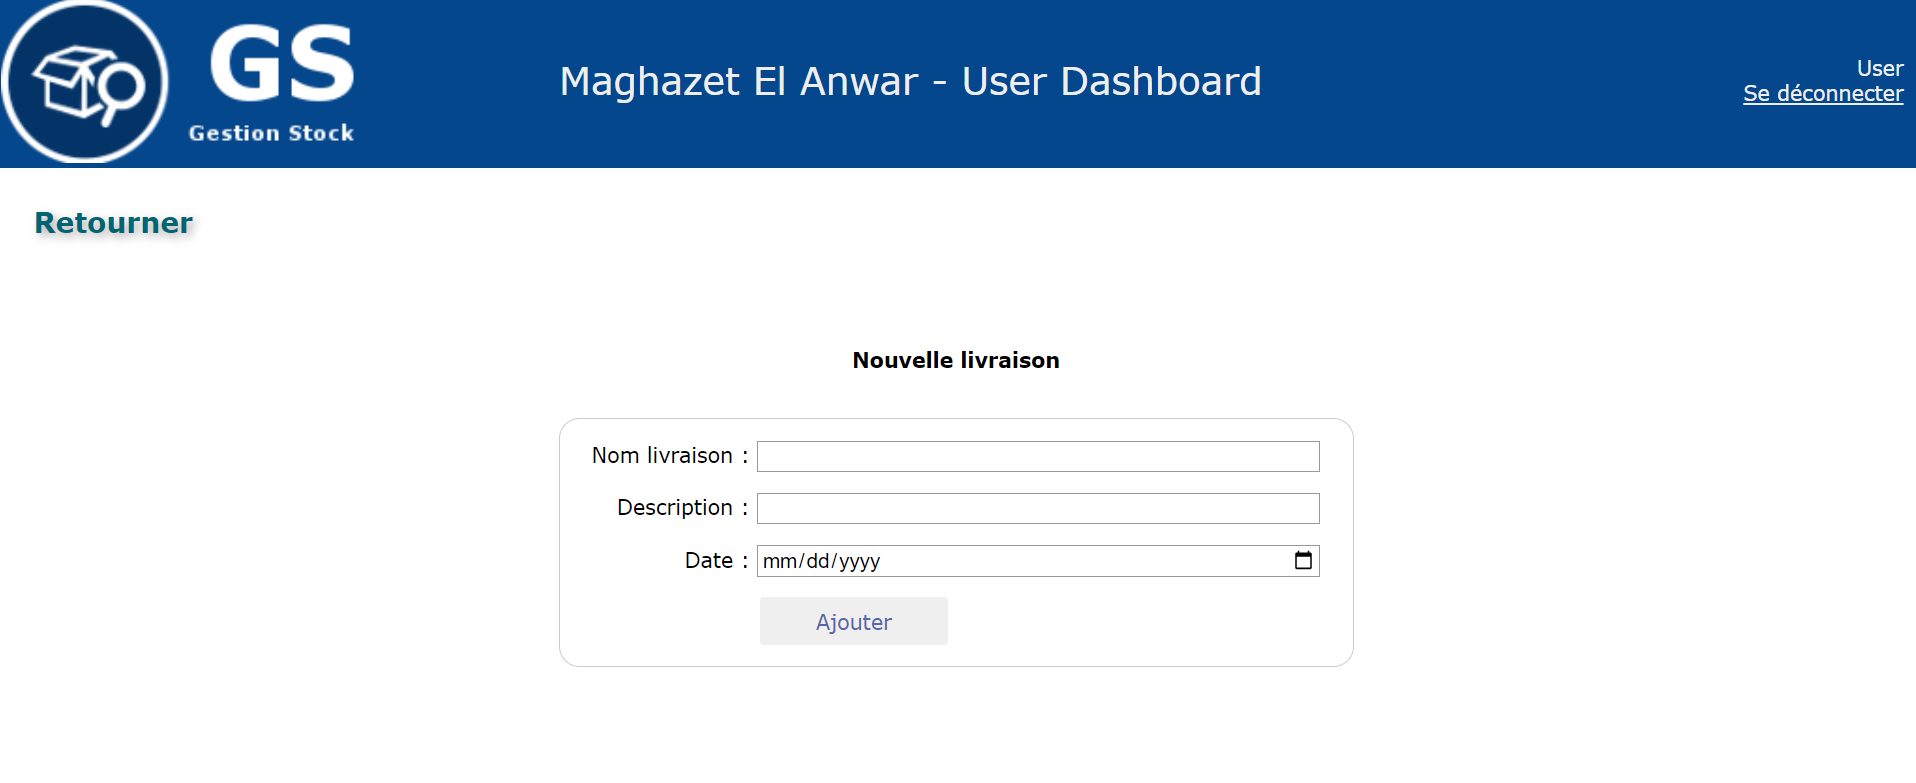 GS
Gestion Stock
Maghazet El Anwar - User Dashboard
User
Se déconnecter
Retourner
Nouvelle livraison
Nom livraison :
Description :
Date : mm/dd/yyyy
Ajouter